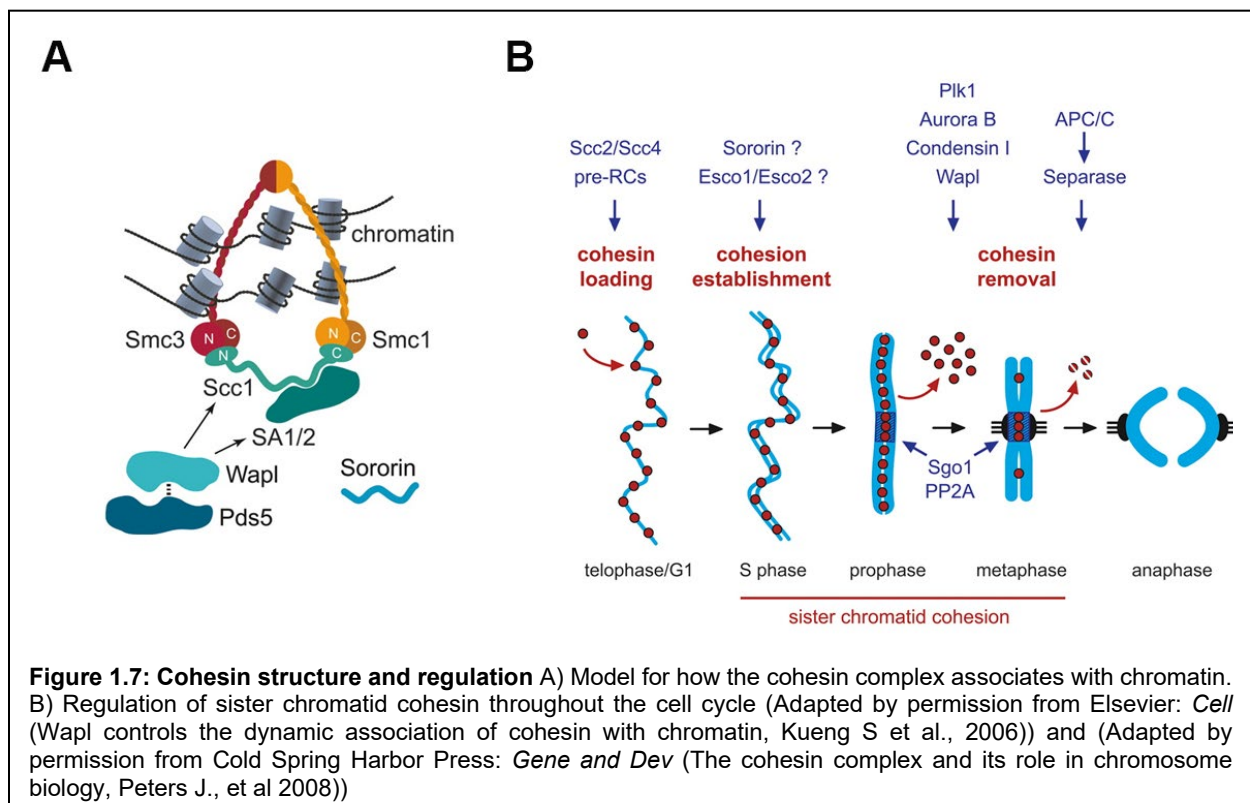 A
B
chromatin
Smc3
N
C
N
N
C
C
Smc1
Scc1
SA1/2
Wapl
Pds5
Sororin
Scc2/Scc4
pre-RCs
Sororin ?
Esco1/Esco2 ?
Plk1
Aurora B
Condensin I
Wapl
APC/C
Separase
cohesin
loading
cohesion
establishment
cohesin
removal
Sgo1
PP2A
telophase/G1
S phase
prophase
metaphase
anaphase
sister chromatid cohesion
Figure 1.7: Cohesin structure and regulation A) Model for how the cohesin complex associates with chromatin.
B) Regulation of sister chromatid cohesin throughout the cell cycle (Adapted by permission from Elsevier: Cell
(Wapl controls the dynamic association of cohesin with chromatin, Kueng S et al., 2006)) and (Adapted by
permission from Cold Spring Harbor Press: Gene and Dev (The cohesin complex and its role in chromosome
biology, Peters J., et al 2008))